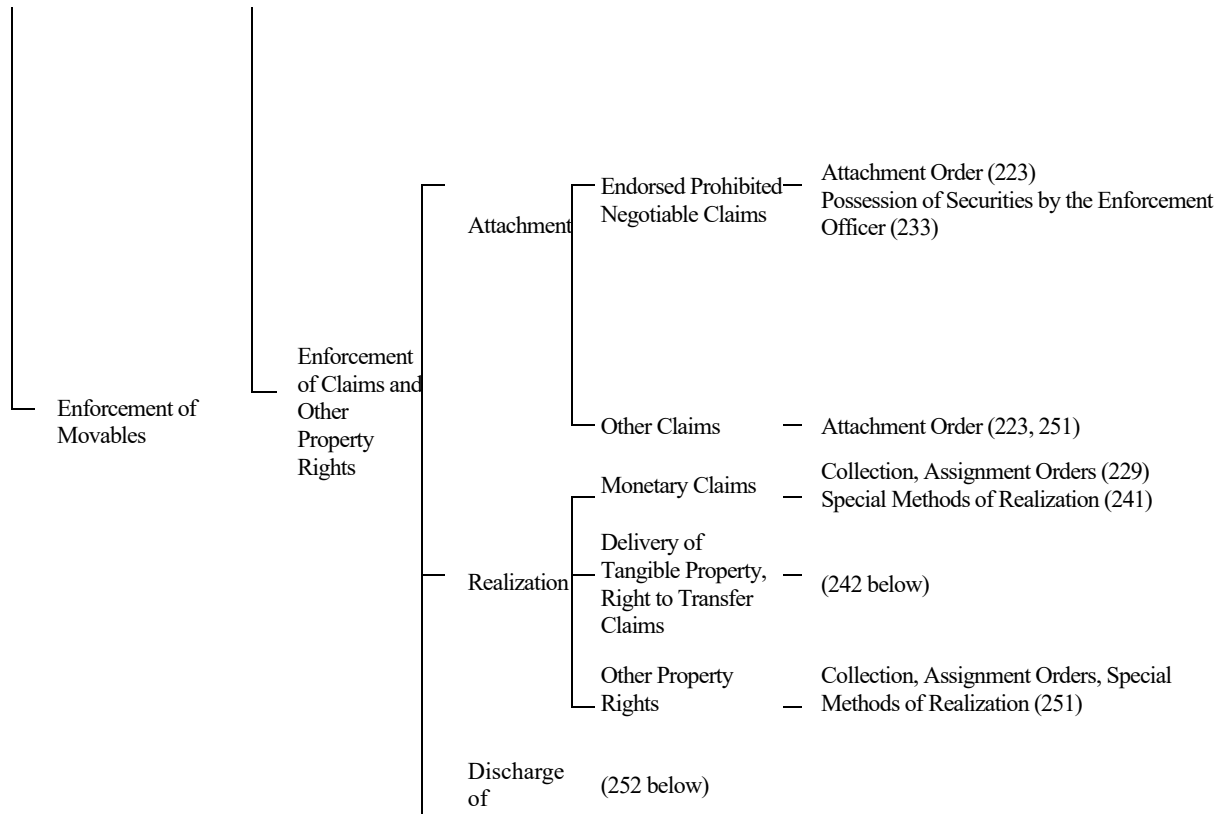 Enforcement of
Movables
Enforcement
of Claims and
Other
Property
Rights
Attachment
Endorsed Prohibited
Negotiable Claims
Attachment Order (223)
Possession of Securities by the Enforcement
Officer (233)
Other Claims
Attachment Order (223, 251)
Realization
Monetary Claims
Collection, Assignment Orders (229)
Special Methods of Realization (241)
Delivery of
Tangible Property,
Right to Transfer
Claims
(242 below)
Other Property
Rights
Collection, Assignment Orders, Special
Methods of Realization (251)
Discharge
of
(252 below)